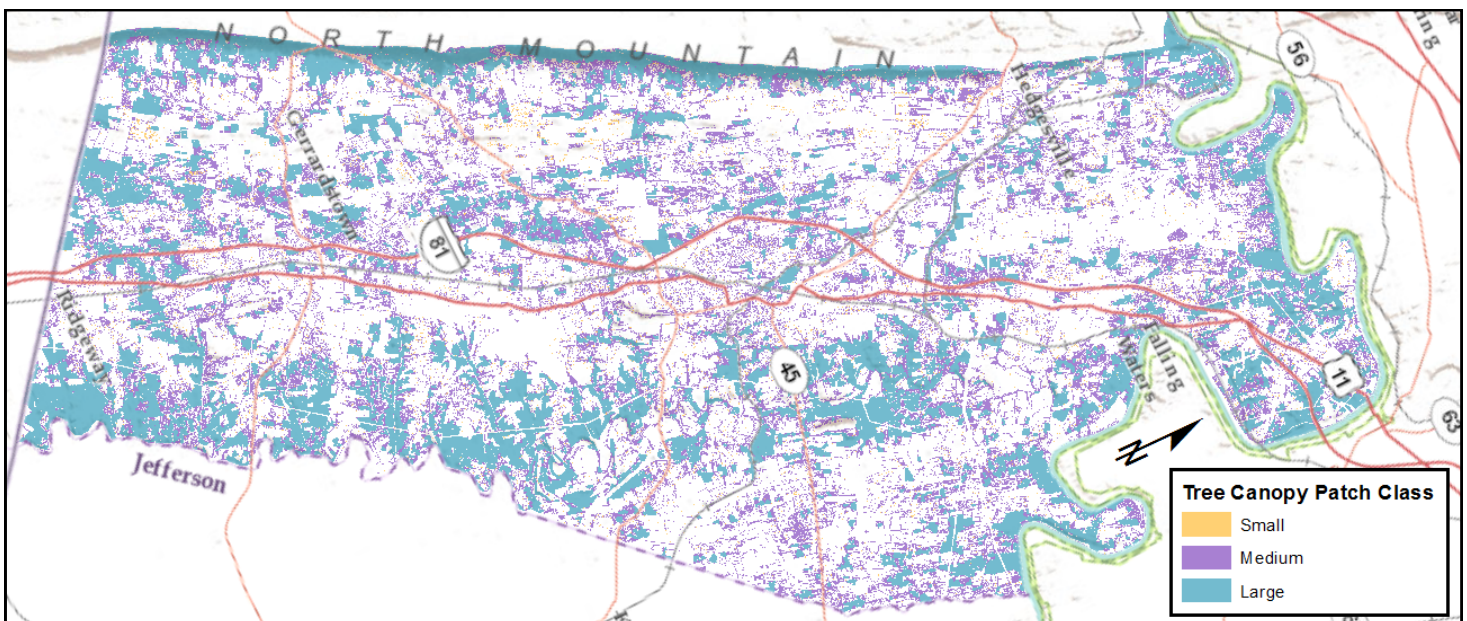 NORTH MOUNTAIN
56
Hedgesville
Gerrardstown
81
Ridgeway
45
Falling
Waters
11
63
Jefferson
N
Tree Canopy Patch Class
Small
Medium
Large